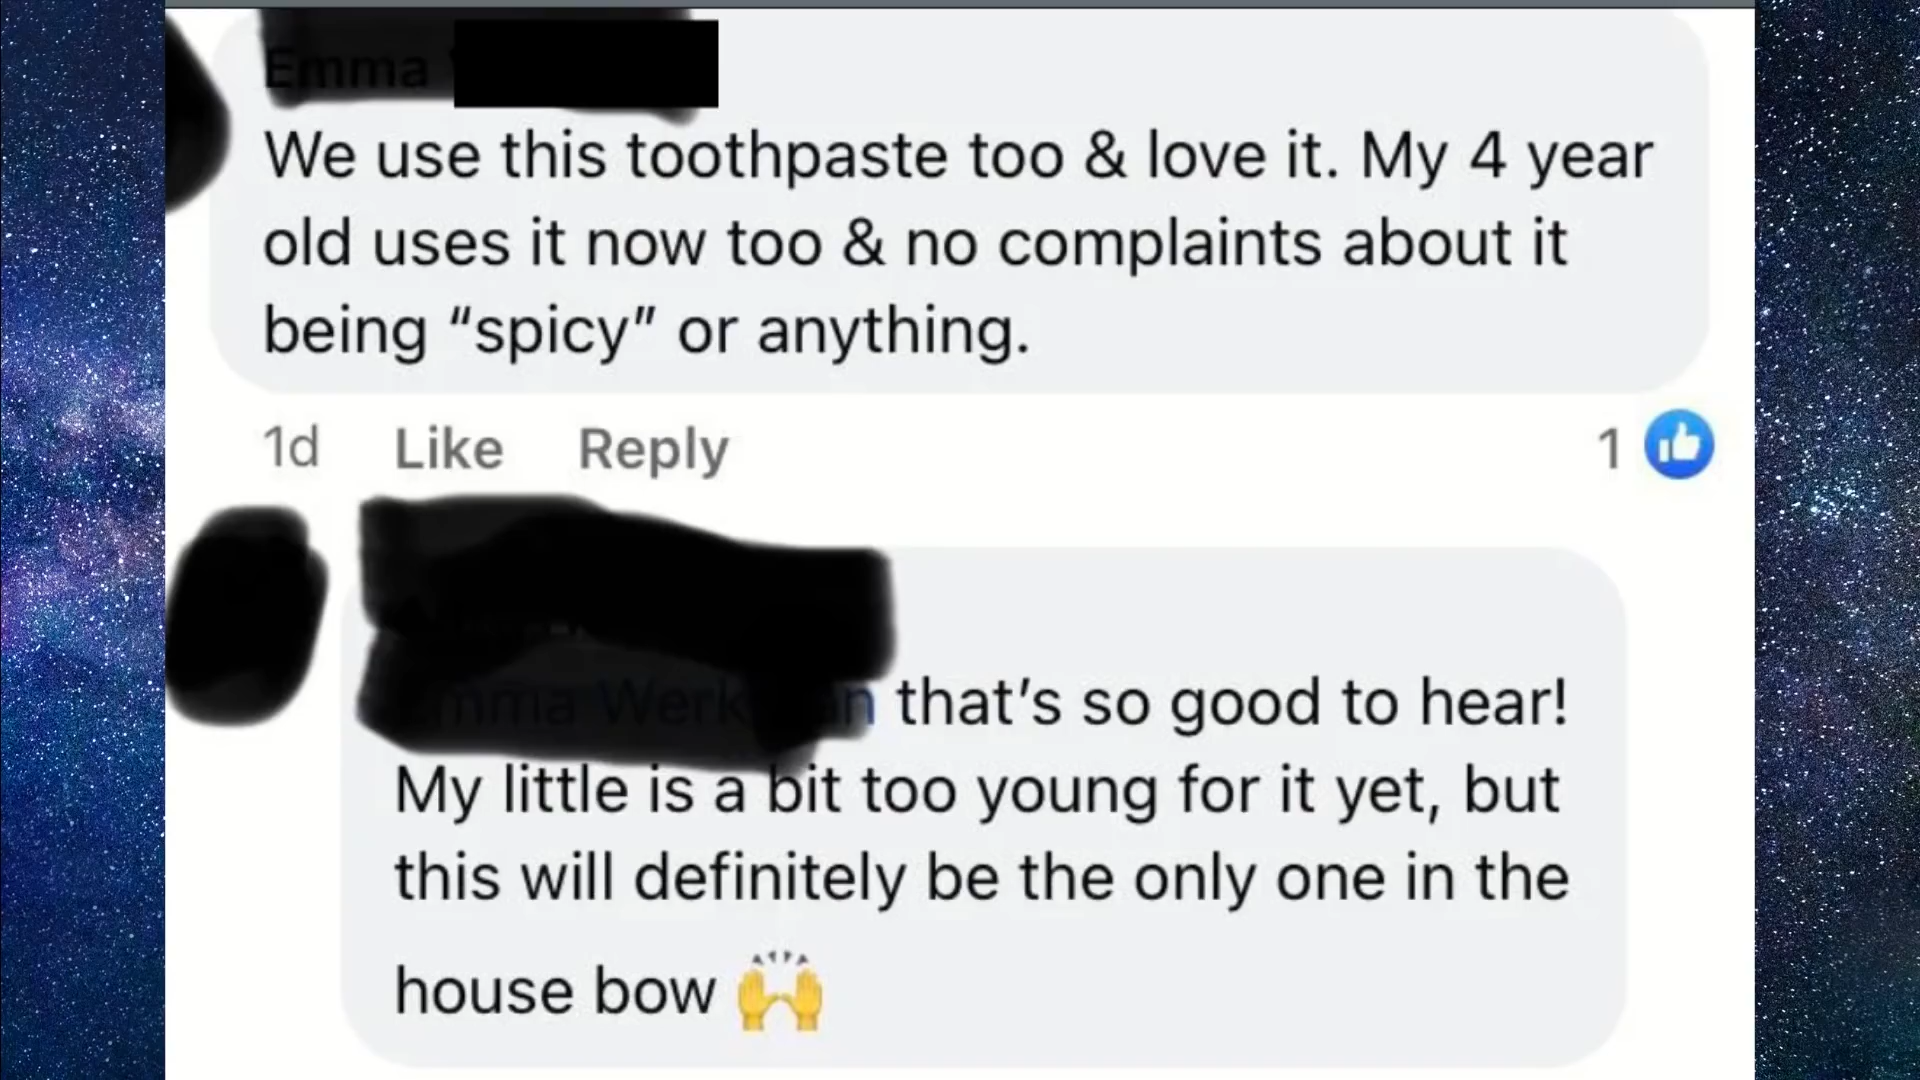 Emma
We use this toothpaste too & love it. My 4 year
old uses it now too & no complaints about it
being “spicy” or anything.
1d Like Reply 1
that’s so good to hear!
My little is a bit too young for it yet, but
this will definitely be the only one in the
house bow 🙌